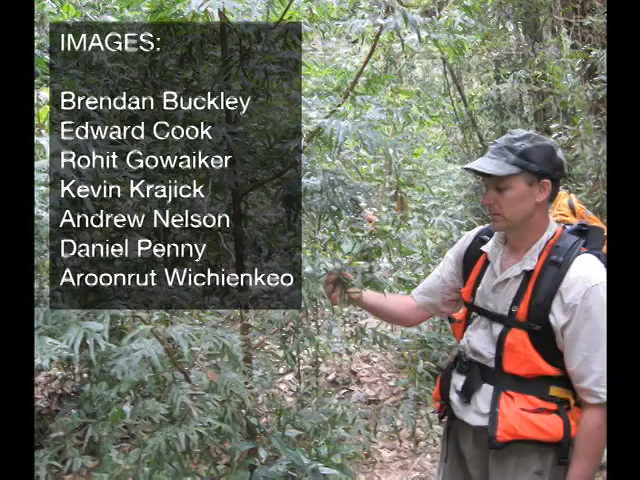 IMAGES:
Brendan Buckley
Edward Cook
Rohit Gowaiker
Kevin Krajick
Andrew Nelson
Daniel Penny
Aroonrut Wichienkeo